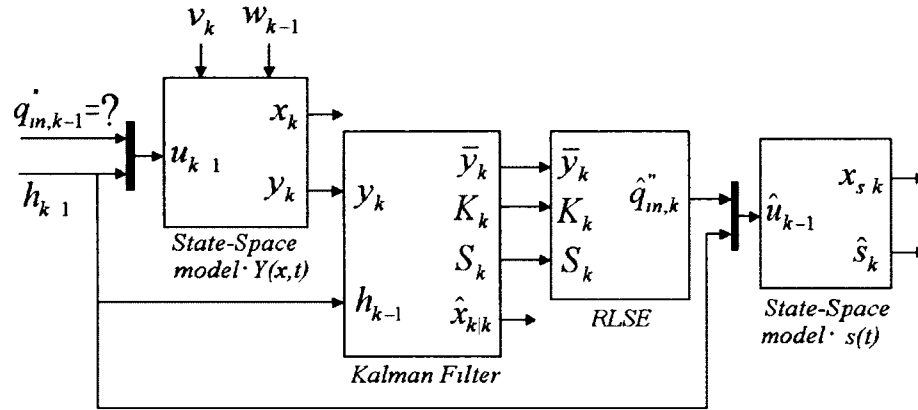 v_k w_{k-1}
q̇_{in,k-1}=?
h_{k 1}
u_{k 1}
x_k
y_k
State-Space
model· Y(x,t)
y_k
h_{k-1}
ȳ_k
K_k
S_k
x̂_{k|k}
Kalman Filter
ȳ_k
K_k
S_k
q̂"_{in,k}
RLSE
û_{k-1}
x_{s k}
ŝ_k
State-Space
model· s(t)